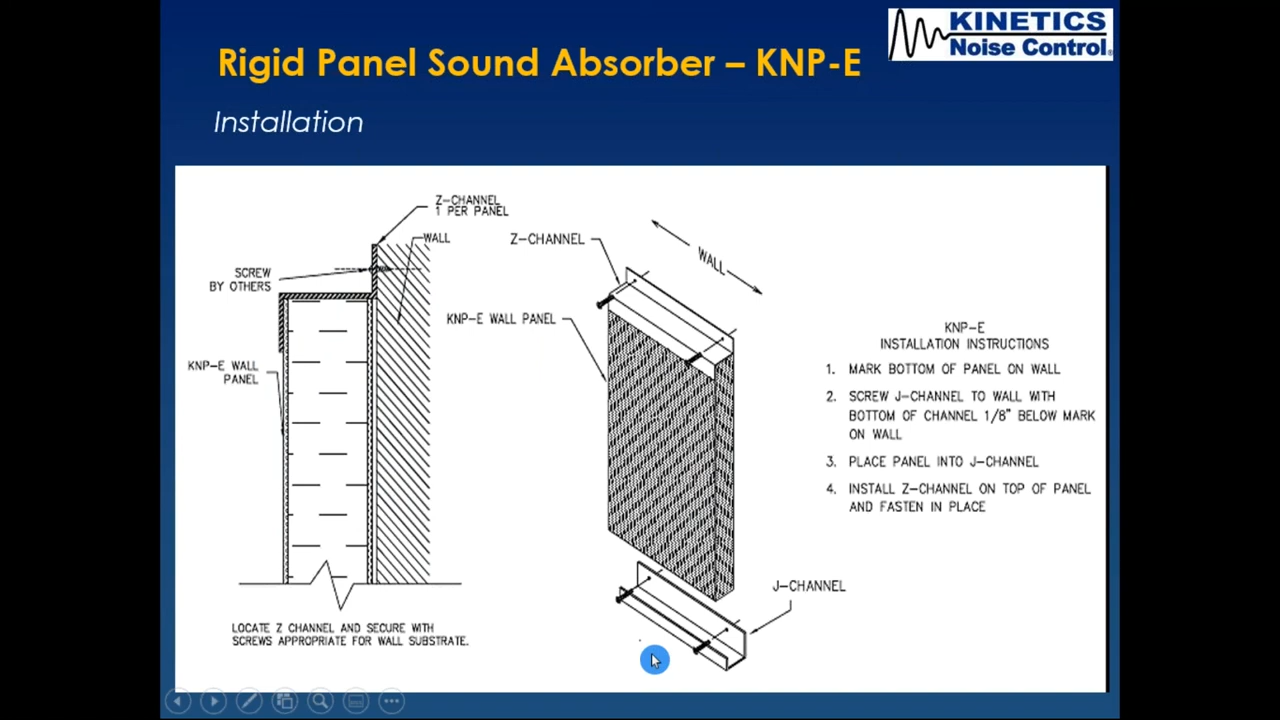 KINETICS
Noise Control
Rigid Panel Sound Absorber – KNP-E
Installation
Z-CHANNEL
1 PER PANEL
WALL
SCREW
BY OTHERS
KNP-E WALL
PANEL
LOCATE Z CHANNEL AND SECURE WITH
SCREWS APPROPRIATE FOR WALL SUBSTRATE.
Z-CHANNEL
WALL
KNP-E WALL PANEL
J-CHANNEL
KNP-E
INSTALLATION INSTRUCTIONS
1. MARK BOTTOM OF PANEL ON WALL
2. SCREW J-CHANNEL TO WALL WITH
BOTTOM OF CHANNEL 1/8" BELOW MARK
ON WALL
3. PLACE PANEL INTO J-CHANNEL
4. INSTALL Z-CHANNEL ON TOP OF PANEL
AND FASTEN IN PLACE